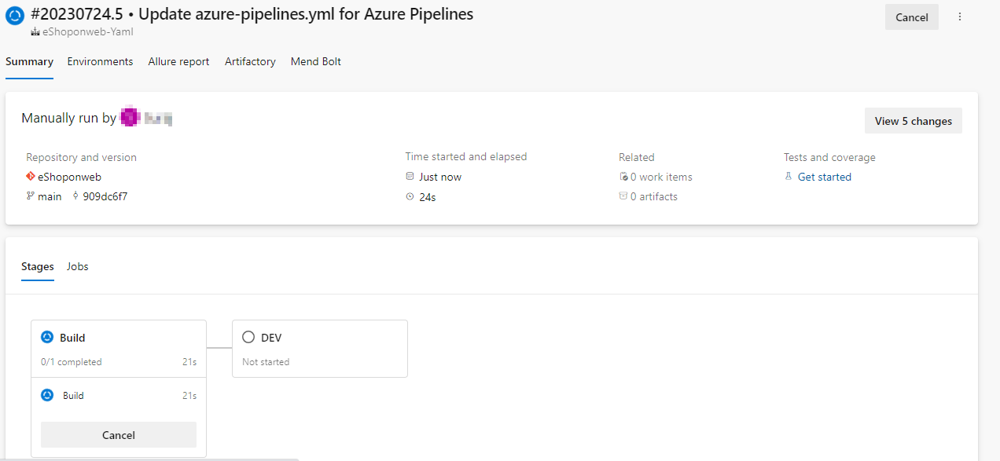 #20230724.5 • Update azure-pipelines.yml for Azure Pipelines
Cancel
eShoponweb-Yaml
Summary Environments Allure report Artifactory Mend Bolt
Manually run by
View 5 changes
Repository and version Time started and elapsed Related Tests and coverage
eShoponweb Just now 0 work items Get started
main 909dc6f7 24s 0 artifacts
Stages Jobs
Build DEV
0/1 completed 21s Not started
Build 21s
Cancel